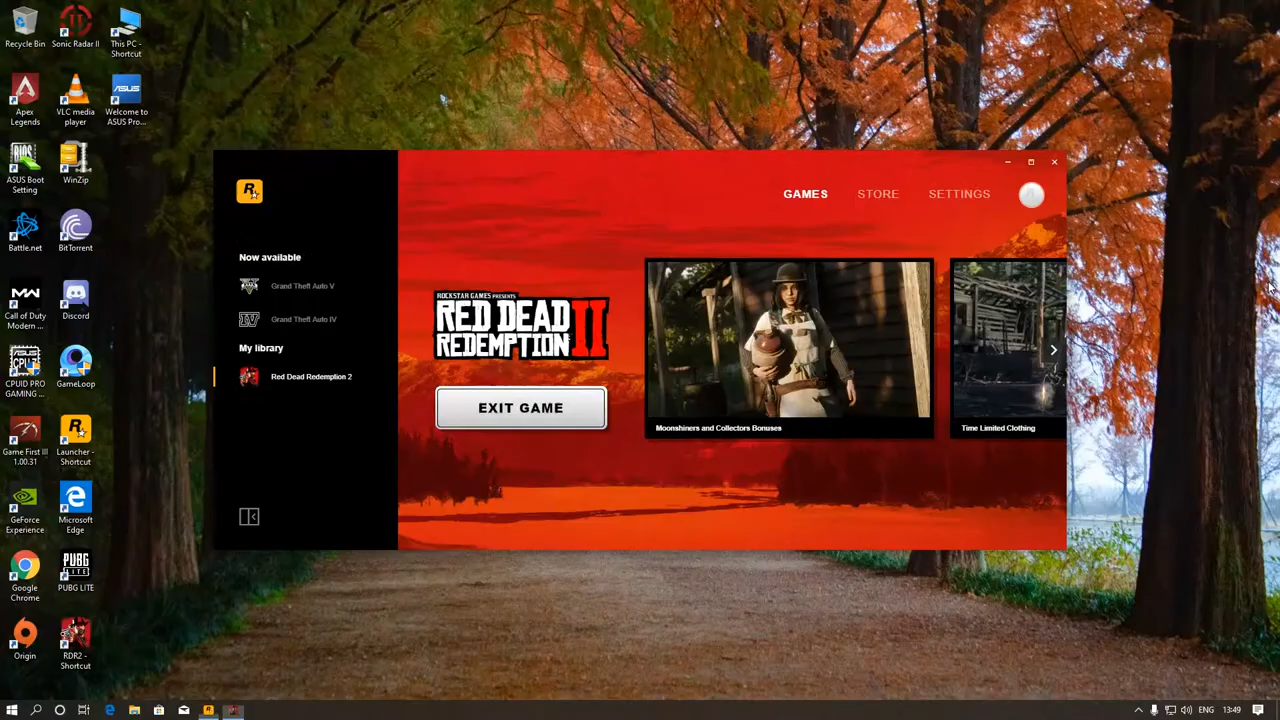 Recycle Bin
Sonic Radar II
This PC -
Shortcut
Apex
Legends
VLC media
player
Welcome to
ASUS Pro...
ASUS Boot
Setting
WinZip
Battle.net
BitTorrent
Call of Duty
Modern ...
Discord
CPUID PRO
GAMING ...
GameLoop
Game First III
1.00.31
Launcher -
Shortcut
GeForce
Experience
Microsoft
Edge
Google
Chrome
PUBG LITE
Origin
RDR2 -
Shortcut
GAMES
STORE
SETTINGS
Now available
Grand Theft Auto V
Grand Theft Auto IV
My library
Red Dead Redemption 2
ROCKSTAR GAMES PRESENTS
RED DEAD
REDEMPTION II
EXIT GAME
Moonshiners and Collectors Bonuses
Time Limited Clothing
ENG
13:49